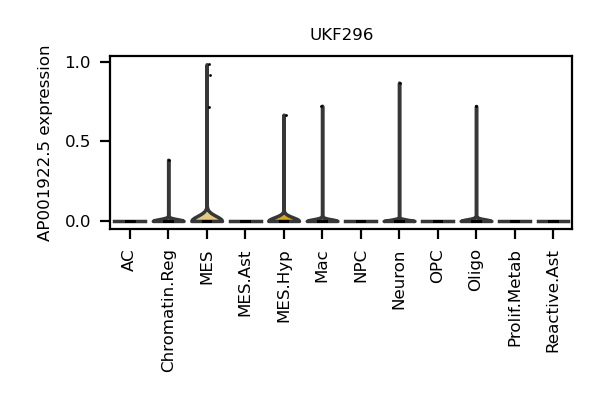 UKF296
AP001922.5 expression
1.0
0.5
0.0
AC
Chromatin.Reg
MES
MES.Ast
MES.Hyp
Mac
NPC
Neuron
OPC
Oligo
Prolif.Metab
Reactive.Ast